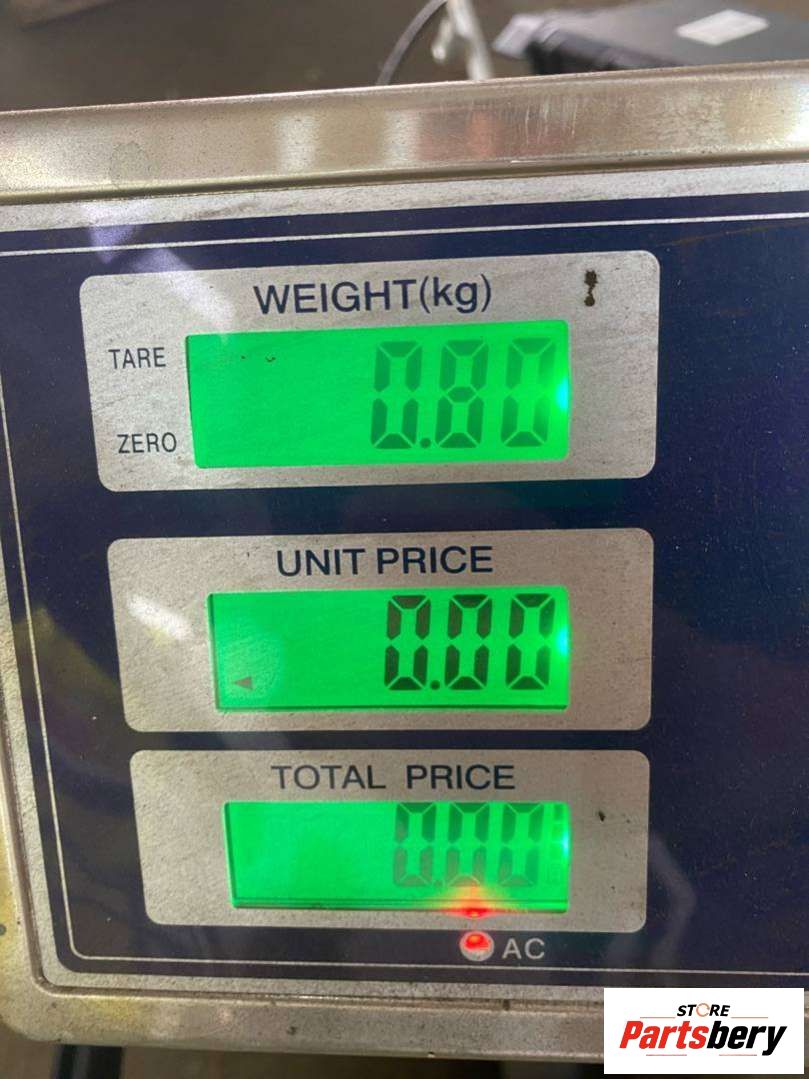 WEIGHT(kg)
TARE
0.80
ZERO
UNIT PRICE
0.00
TOTAL PRICE
0.00
AC
STORE
Partsbery